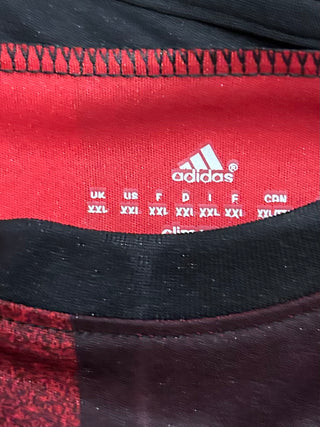 adidas®
UK US F D I E CAN
XXL XXL XXL XXL XXL XXL